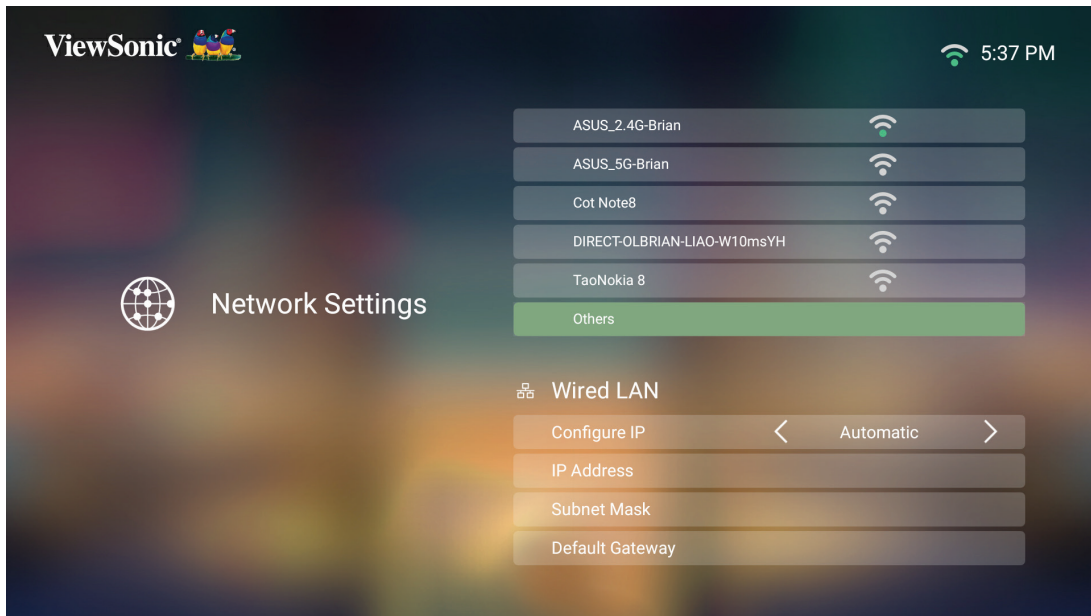 ViewSonic®
5:37 PM
ASUS_2.4G-Brian
ASUS_5G-Brian
Cot Note8
DIRECT-OLBRIAN-LIAO-W10msYH
TaoNokia 8
Network Settings
Others
Wired LAN
Configure IP < Automatic >
IP Address
Subnet Mask
Default Gateway